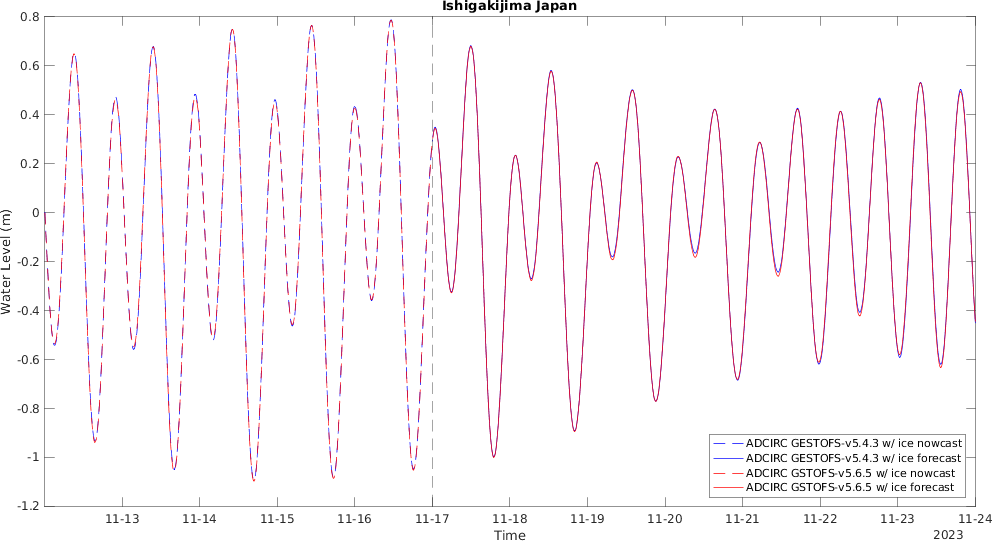 Ishigakijima Japan
0.8
0.6
0.4
0.2
0
-0.2
-0.4
-0.6
-0.8
-1
-1.2
Water Level (m)
ADCIRC GESTOFS-v5.4.3 w/ ice nowcast
ADCIRC GESTOFS-v5.4.3 w/ ice forecast
ADCIRC GSTOFS-v5.6.5 w/ ice nowcast
ADCIRC GSTOFS-v5.6.5 w/ ice forecast
11-13 11-14 11-15 11-16 11-17 11-18 11-19 11-20 11-21 11-22 11-23 11-24
Time
2023